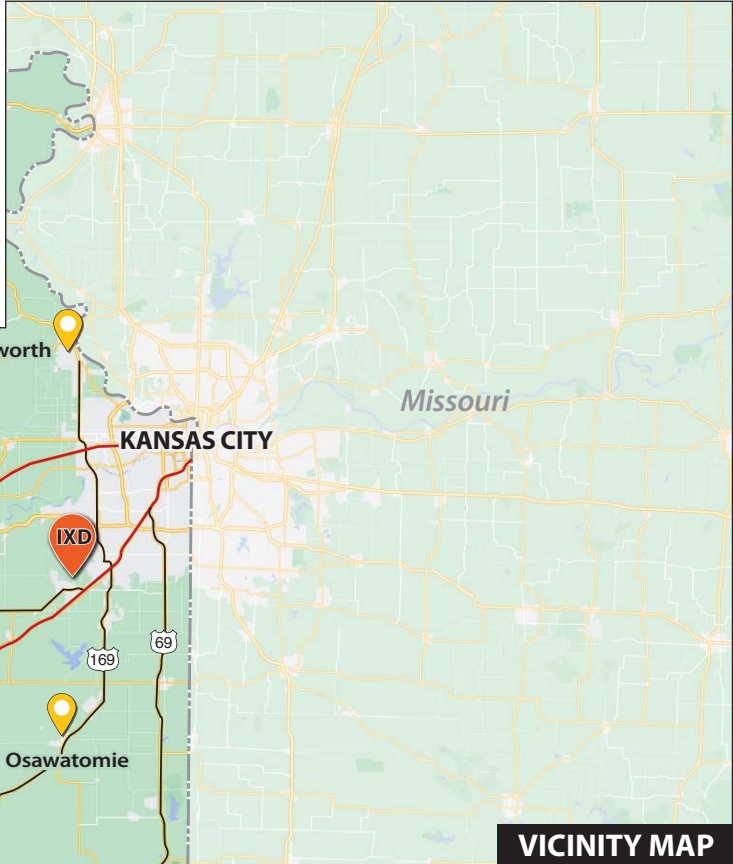 worth
Missouri
KANSAS CITY
IXD
69
169
Osawatomie
VICINITY MAP